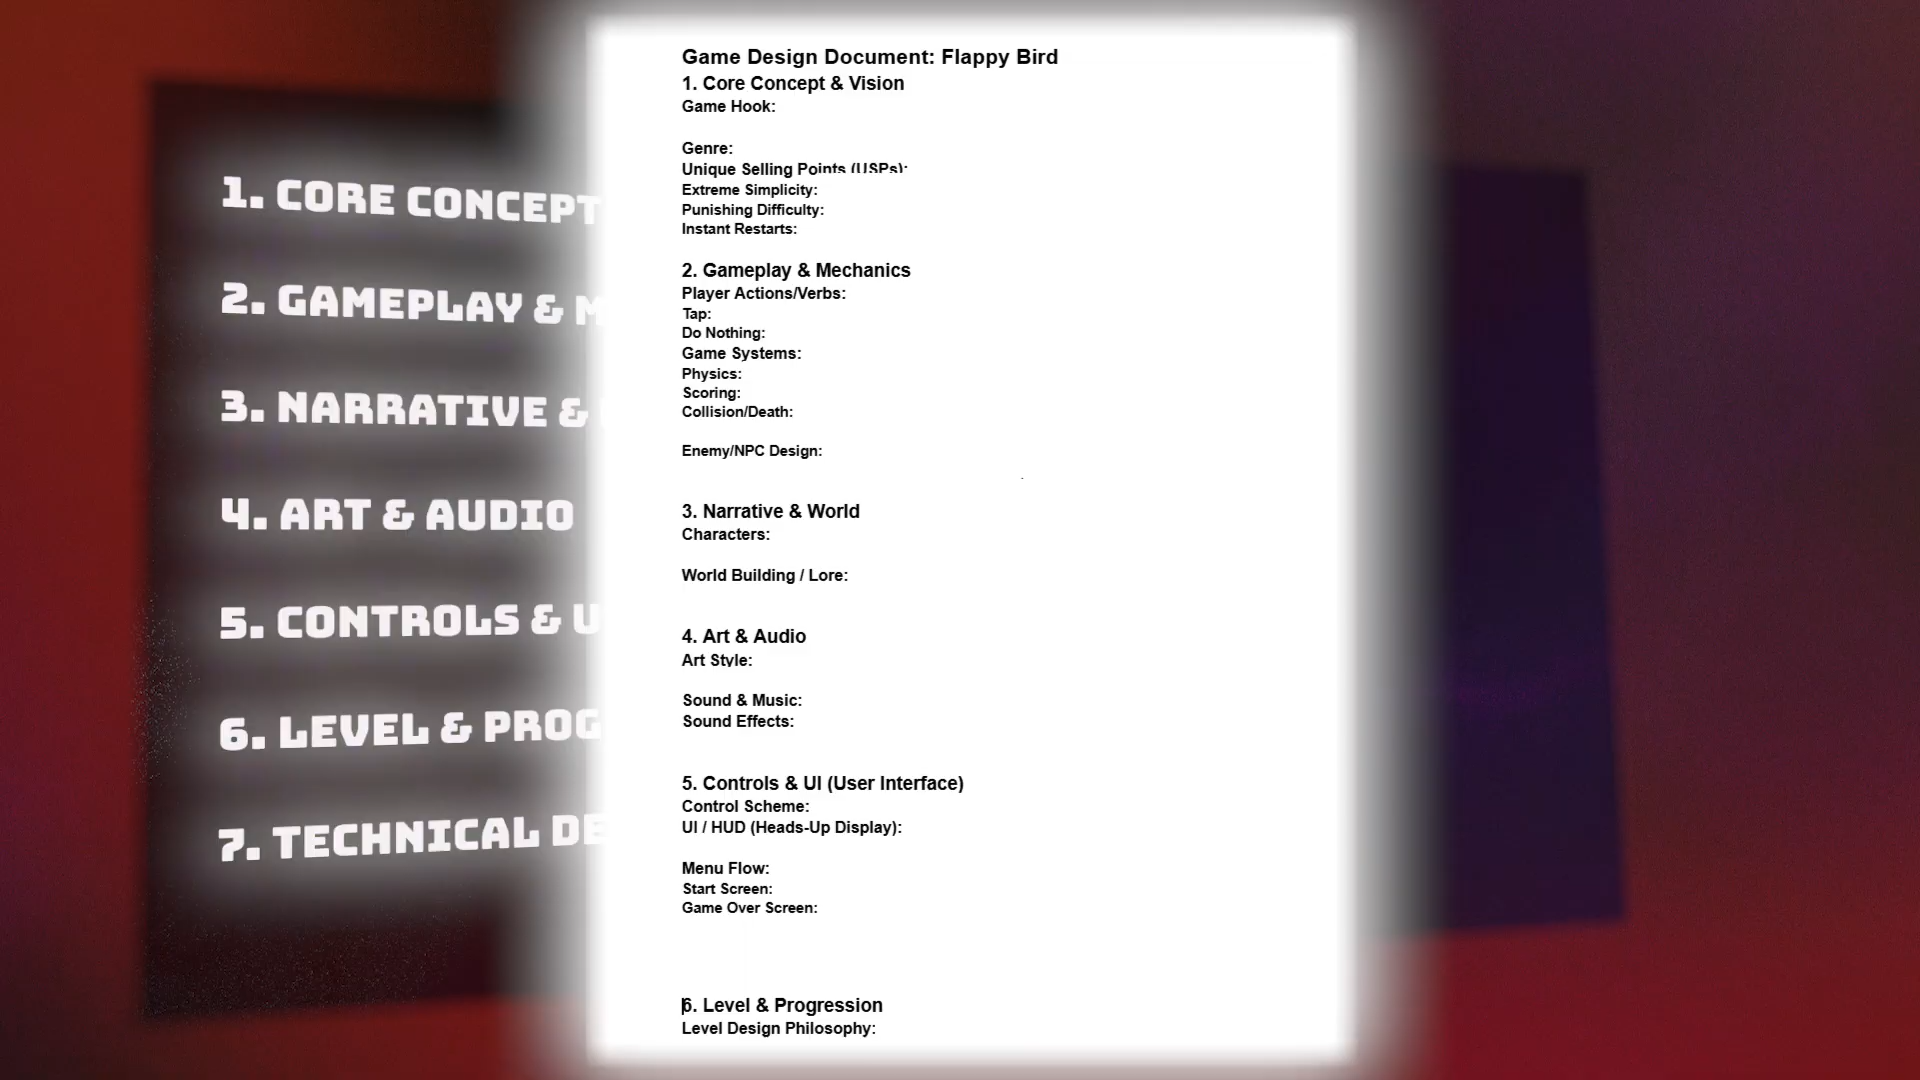 1. CORE CONCEPT
2. GAMEPLAY &
3. NARRATIVE &
4. ART & AUDIO
5. CONTROLS &
6. LEVEL &
7. TECHNICAL
Game Design Document: Flappy Bird
1. Core Concept & Vision
Game Hook:
Genre:
Unique Selling Points (USPs):
Extreme Simplicity:
Punishing Difficulty:
Instant Restarts:
2. Gameplay & Mechanics
Player Actions/Verbs:
Tap:
Do Nothing:
Game Systems:
Physics:
Scoring:
Collision/Death:
Enemy/NPC Design:
3. Narrative & World
Characters:
World Building / Lore:
4. Art & Audio
Art Style:
Sound & Music:
Sound Effects:
5. Controls & UI (User Interface)
Control Scheme:
UI / HUD (Heads-Up Display):
Menu Flow:
Start Screen:
Game Over Screen:
6. Level & Progression
Level Design Philosophy: